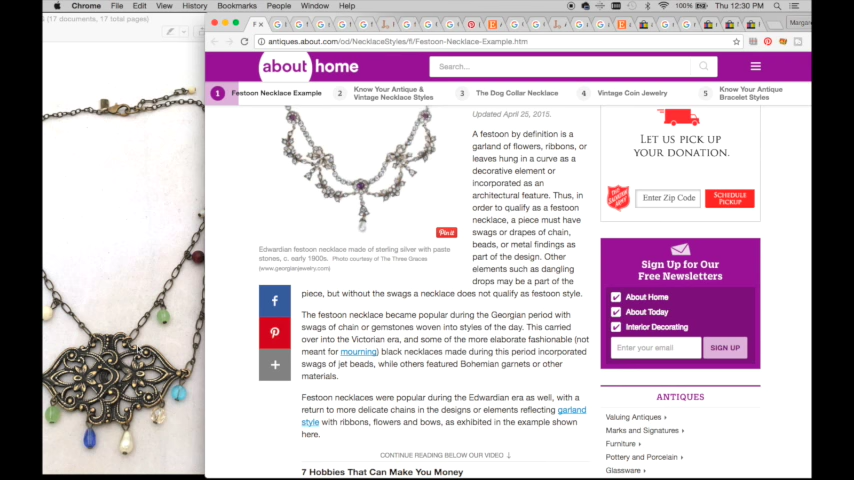 Chrome File Edit View History Bookmarks People Window Help
100% Thu 12:30 PM
(17 documents, 17 total pages)
antiques.about.com/od/NecklaceStyles/fl/Festoon-Necklace-Example.htm
about home
Search...
1 Festoon Necklace Example
2 Know Your Antique & Vintage Necklace Styles
3 The Dog Collar Necklace
4 Vintage Coin Jewelry
5 Know Your Antique Bracelet Styles
Pin it
Edwardian festoon necklace made of sterling silver with paste
stones, c. early 1900s. Photo courtesy of The Three Graces
(www.georgianjewelry.com)
Updated April 25, 2015.
A festoon by definition is a
garland of flowers, ribbons, or
leaves hung in a curve as a
decorative element or
incorporated as an
architectural feature. Thus, in
order to qualify as a festoon
necklace, a piece must have
swags or drapes of chain,
beads, or metal findings as
part of the design. Other
elements such as dangling
drops may be a part of the
piece, but without the swags a necklace does not qualify as festoon style.
The festoon necklace became popular during the Georgian period with
swags of chain or gemstones woven into styles of the day. This carried
over into the Victorian era, and some of the more elaborate fashionable (not
meant for mourning) black necklaces made during this period incorporated
swags of jet beads, while others featured Bohemian garnets or other
materials.
Festoon necklaces were popular during the Edwardian era as well, with a
return to more delicate chains in the designs or elements reflecting garland
style with ribbons, flowers and bows, as exhibited in the example shown
here.
CONTINUE READING BELOW OUR VIDEO ↓
7 Hobbies That Can Make You Money
LET US PICK UP
YOUR DONATION.
Enter Zip Code
SCHEDULE
PICKUP
Sign Up for Our
Free Newsletters
About Home
About Today
Interior Decorating
Enter your email
SIGN UP
ANTIQUES
Valuing Antiques ›
Marks and Signatures ›
Furniture ›
Pottery and Porcelain ›
Glassware ›